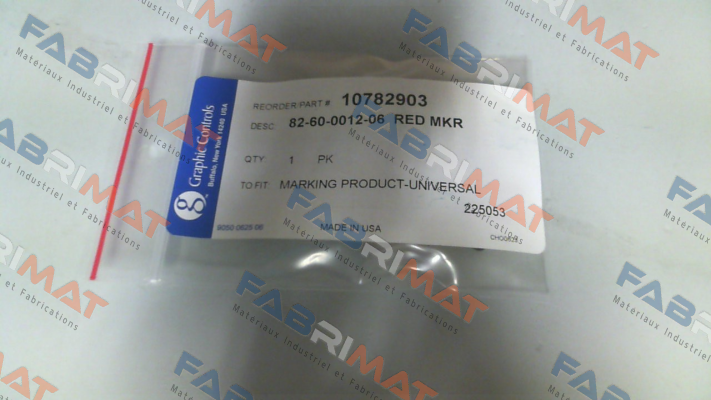 REORDER/PART # 10782903
DESC. 82-60-0012-06 RED MKR
QTY 1 PK
TO FIT: MARKING PRODUCT-UNIVERSAL
225053
MADE IN USA
Graphic Controls
Buffalo, New York 14240 USA
FABRIMAT
Materiaux Industriel et Fabrications